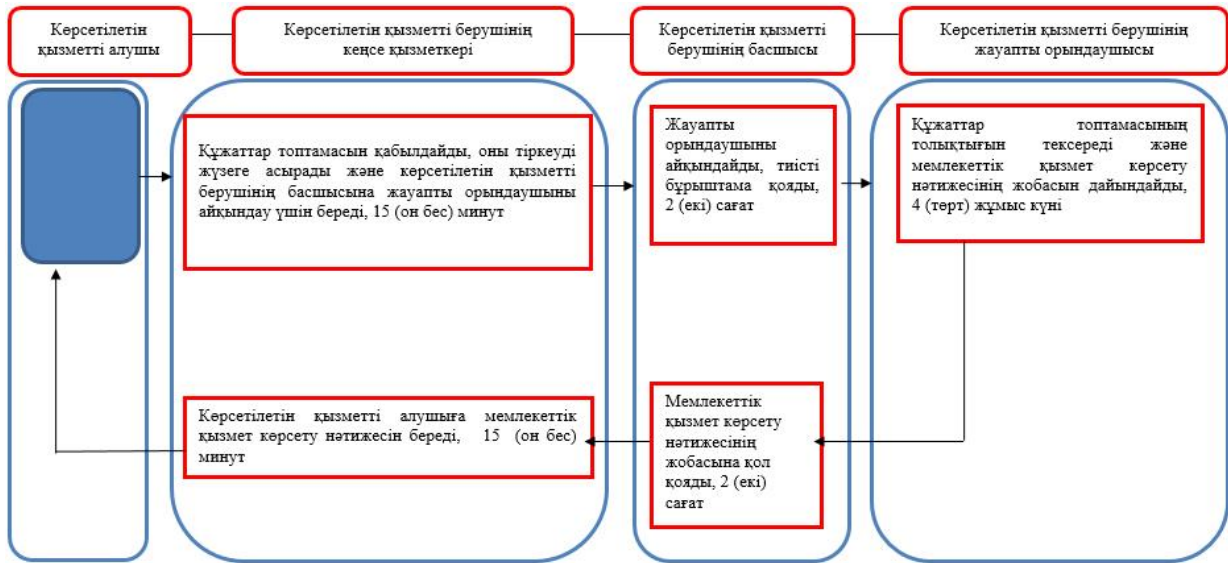 Көрсетілетін
қызметті алушы
Көрсетілетін қызметті берушінің
кеңсе қызметкері
Көрсетілетін қызметті
берушінің басшысы
Көрсетілетін қызметті берушінің
жауапты орындаушысы
Құжаттар топтамасын қабылдайды, оны тіркеуді
жүзеге асырады және көрсетілетін қызметті
берушінің басшысына жауапты орындаушыны
айқындау үшін береді, 15 (он бес) минут
Жауапты
орындаушыны
айқындайды, тиісті
бұрыштама қояды,
2 (екі) сағат
Құжаттар топтамасының
толықтығын тексереді және
мемлекеттік қызмет көрсету
нәтижесінің жобасын дайындайды,
4 (төрт) жұмыс күні
Көрсетілетін қызметті алушыға мемлекеттік
қызмет көрсету нәтижесін береді, 15 (он бес)
минут
Мемлекеттік
қызмет көрсету
нәтижесінің
жобасына қол
қояды, 2 (екі)
сағат